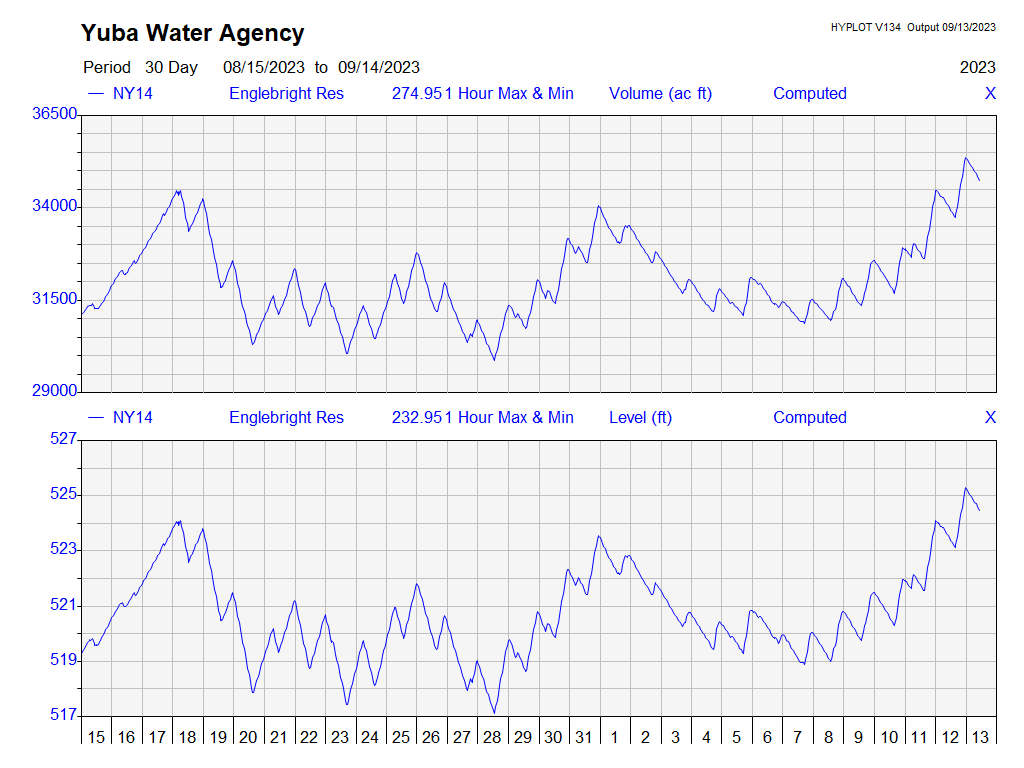 Yuba Water Agency
HYPLOT V134 Output 09/13/2023
Period 30 Day 08/15/2023 to 09/14/2023
2023
NY14 Englebright Res 274.951 Hour Max & Min Volume (ac ft) Computed X
36500
34000
31500
29000
NY14 Englebright Res 232.951 Hour Max & Min Level (ft) Computed X
527
525
523
521
519
517
15 16 17 18 19 20 21 22 23 24 25 26 27 28 29 30 31 1 2 3 4 5 6 7 8 9 10 11 12 13